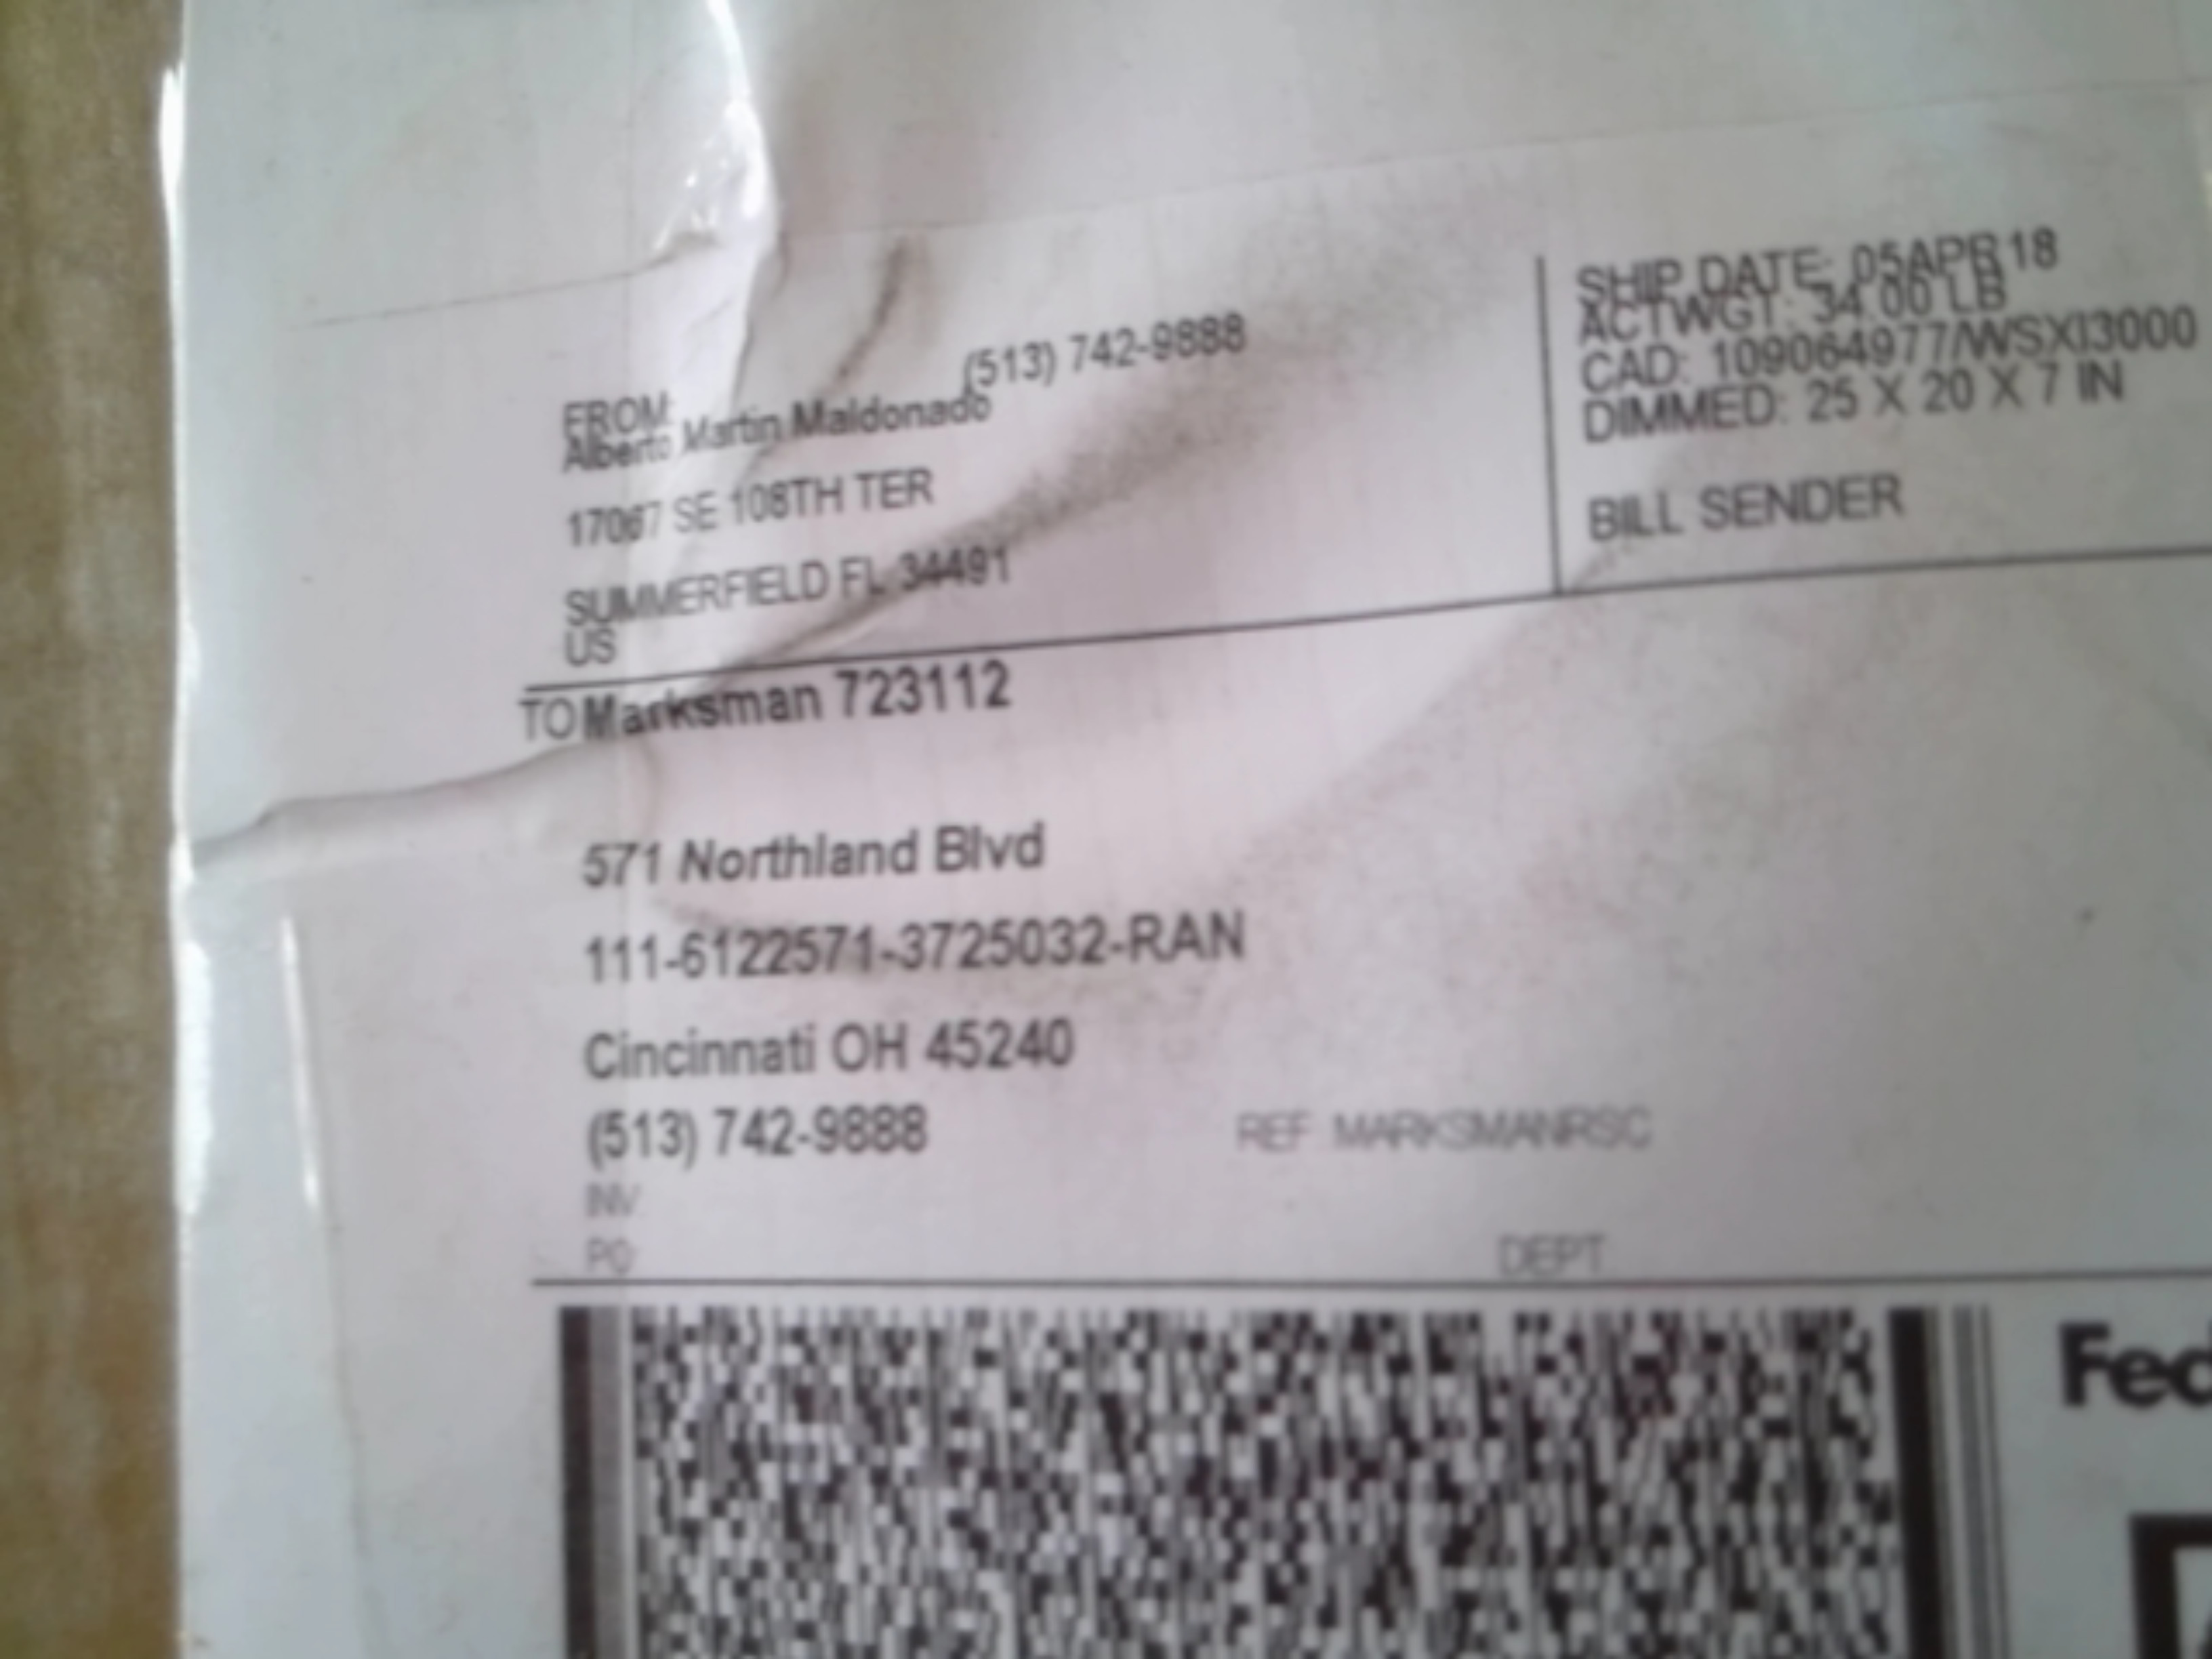 FROM:
(513) 742-9888
Alberto Martin Maldonado
17067 SE 108TH TER
SUMMERFIELD FL 34491
US
SHIP DATE: 05APR18
ACTWGT: 34.00 LB
CAD: 109064977/WSXI3000
DIMMED: 25 X 20 X 7 IN
BILL SENDER
TO Marksman 723112
571 Northland Blvd
111-6122571-3725032-RAN
Cincinnati OH 45240
(513) 742-9888
REF: MARKSMANRSC
INV
PO
DEPT
Fed